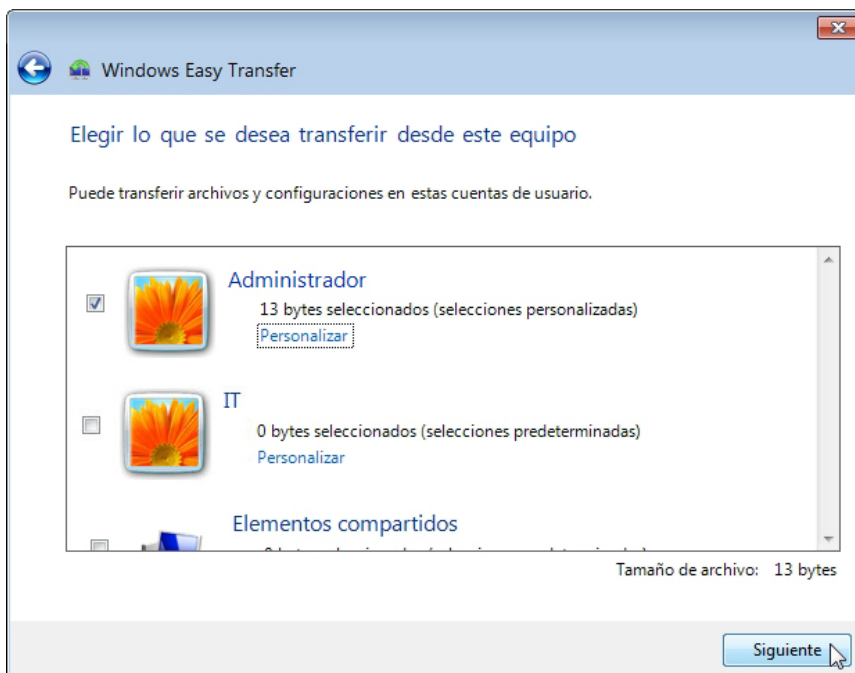 Windows Easy Transfer
Elegir lo que se desea transferir desde este equipo
Puede transferir archivos y configuraciones en estas cuentas de usuario.
Administrador
13 bytes seleccionados (selecciones personalizadas)
Personalizar
IT
0 bytes seleccionados (selecciones predeterminadas)
Personalizar
Elementos compartidos
Tamaño de archivo: 13 bytes
Siguiente